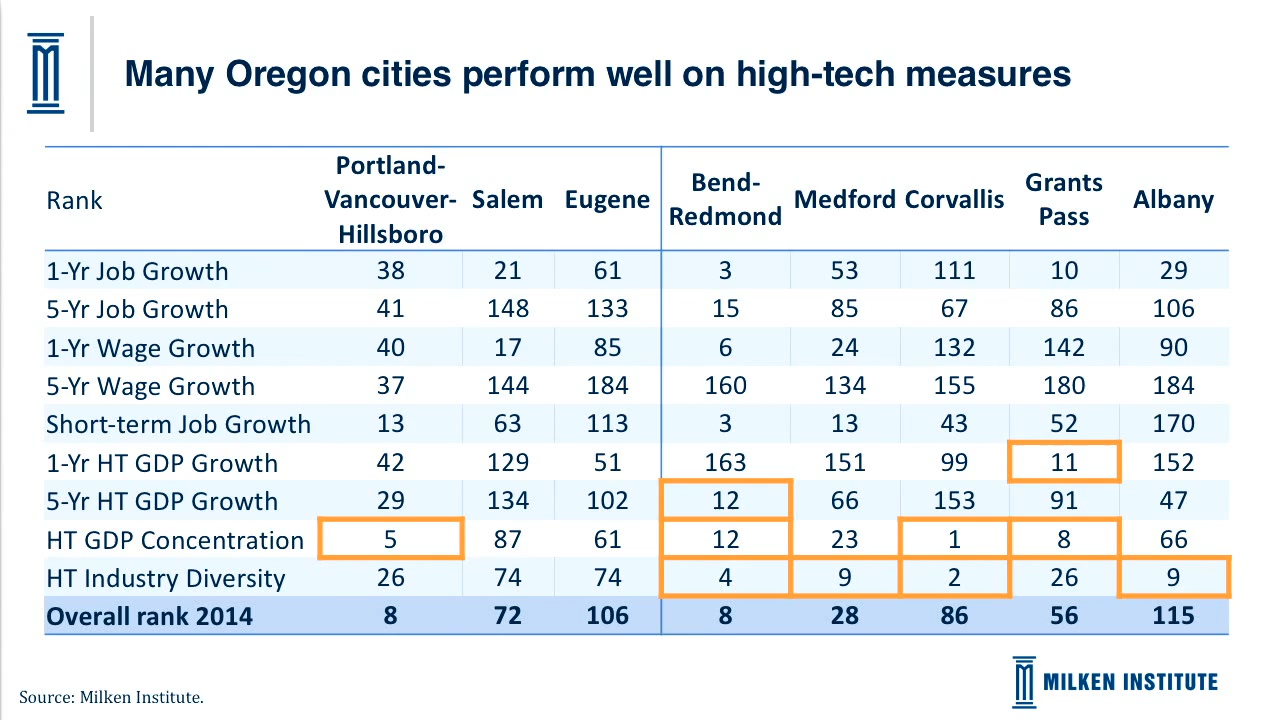 Many Oregon cities perform well on high-tech measures
Rank Portland-Vancouver-Hillsboro Salem Eugene Bend-Redmond Medford Corvallis Grants Pass Albany
1-Yr Job Growth 38 21 61 3 53 111 10 29
5-Yr Job Growth 41 148 133 15 85 67 86 106
1-Yr Wage Growth 40 17 85 6 24 132 142 90
5-Yr Wage Growth 37 144 184 160 134 155 180 184
Short-term Job Growth 13 63 113 3 13 43 52 170
1-Yr HT GDP Growth 42 129 51 163 151 99 11 152
5-Yr HT GDP Growth 29 134 102 12 66 153 91 47
HT GDP Concentration 5 87 61 12 23 1 8 66
HT Industry Diversity 26 74 74 4 9 2 26 9
Overall rank 2014 8 72 106 8 28 86 56 115
Source: Milken Institute.
MILKEN INSTITUTE